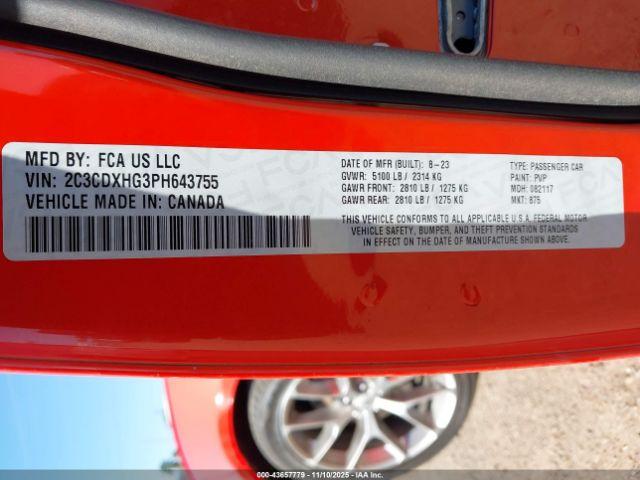 MFD BY: FCA US LLC
VIN: 2C3CDXHG3PH643755
VEHICLE MADE IN: CANADA
DATE OF MFR (BUILT): 8-23
GVWR: 5100 LB / 2314 KG
GAWR FRONT: 2810 LB / 1275 KG
GAWR REAR: 2810 LB / 1275 KG
TYPE: PASSENGER CAR
PAINT: PVP
MDH: 082117
MKT: 875
THIS VEHICLE CONFORMS TO ALL APPLICABLE U.S.A. FEDERAL MOTOR
VEHICLE SAFETY, BUMPER, AND THEFT PREVENTION STANDARDS
IN EFFECT ON THE DATE OF MANUFACTURE SHOWN ABOVE.
000-43657779 - 11/10/2025 - IAAI.com